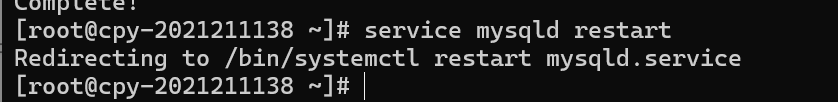 Complete!
[root@cpy-2021211138 ~]# service mysqld restart
Redirecting to /bin/systemctl restart mysqld.service
[root@cpy-2021211138 ~]#